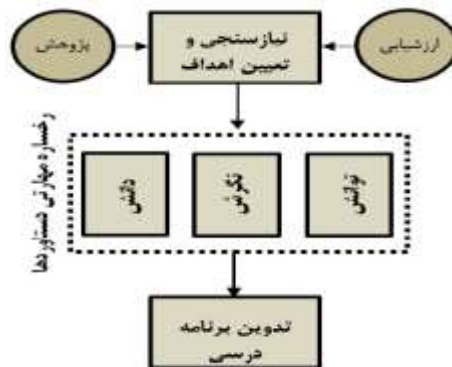 ارزشیابی
نیازسنجی و
تعیین اهداف
پژوهش
توانش
نگرش
دانش
رخساره مهارتی دستاوردها
تدوین برنامه
درسی